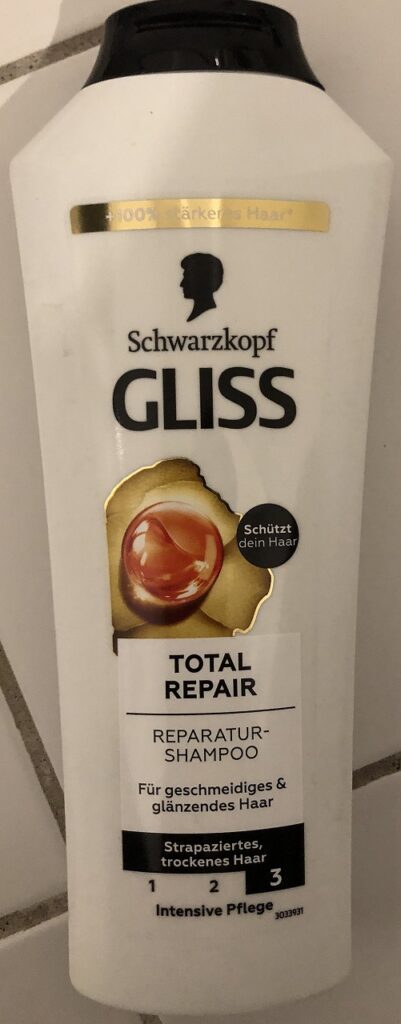 +100% stärkeres Haar*
Schwarzkopf
GLISS
Schützt
dein Haar
TOTAL
REPAIR
REPARATUR-
SHAMPOO
Für geschmeidiges &
glänzendes Haar
Strapaziertes,
trockenes Haar
1 2 3
Intensive Pflege
3033931